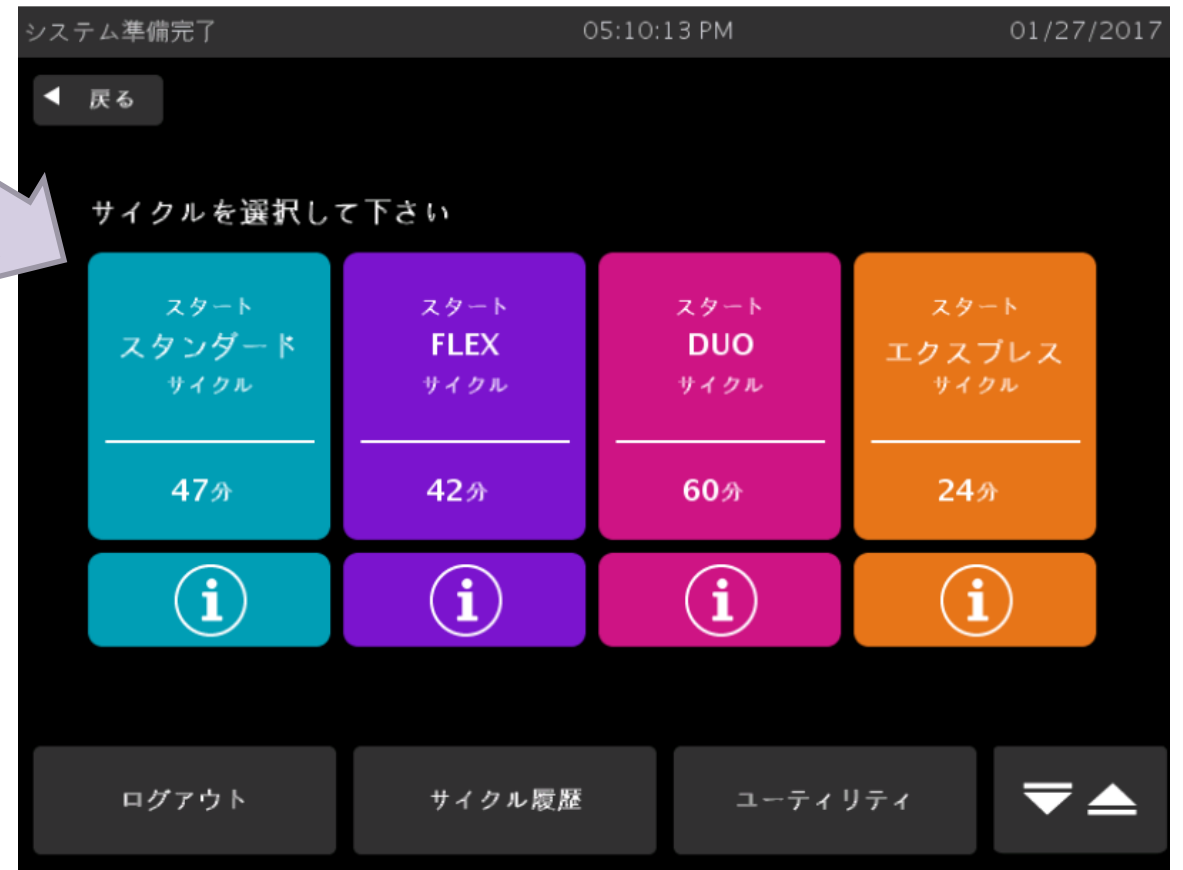 システム準備完了 05:10:13 PM 01/27/2017
戻る
サイクルを選択して下さい
スタート
スタンダード
サイクル
47分
スタート
FLEX
サイクル
42分
スタート
DUO
サイクル
60分
スタート
エクスプレス
サイクル
24分
i i i i
ログアウト サイクル履歴 ユーティリティ